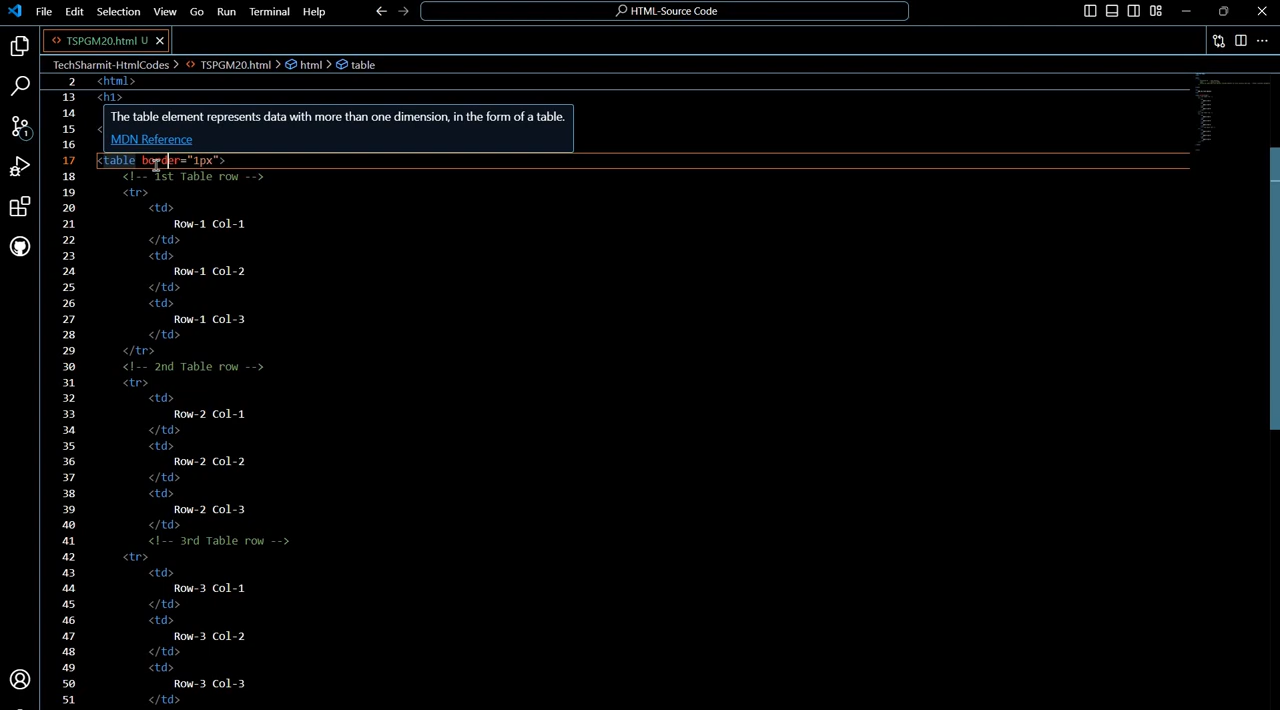 File Edit Selection View Go Run Terminal Help HTML-Source Code
TSPGM20.html U
TechSharmit-HtmlCodes > <> TSPGM20.html > html > table
2 <html>
13 <h1>
14
The table element represents data with more than one dimension, in the form of a table.
15 <
MDN Reference
16
17 <table border="1px">
18 <!-- 1st Table row -->
19 <tr>
20 <td>
21 Row-1 Col-1
22 </td>
23 <td>
24 Row-1 Col-2
25 </td>
26 <td>
27 Row-1 Col-3
28 </td>
29 </tr>
30 <!-- 2nd Table row -->
31 <tr>
32 <td>
33 Row-2 Col-1
34 </td>
35 <td>
36 Row-2 Col-2
37 </td>
38 <td>
39 Row-2 Col-3
40 </td>
41 <!-- 3rd Table row -->
42 <tr>
43 <td>
44 Row-3 Col-1
45 </td>
46 <td>
47 Row-3 Col-2
48 </td>
49 <td>
50 Row-3 Col-3
51 </td>
1